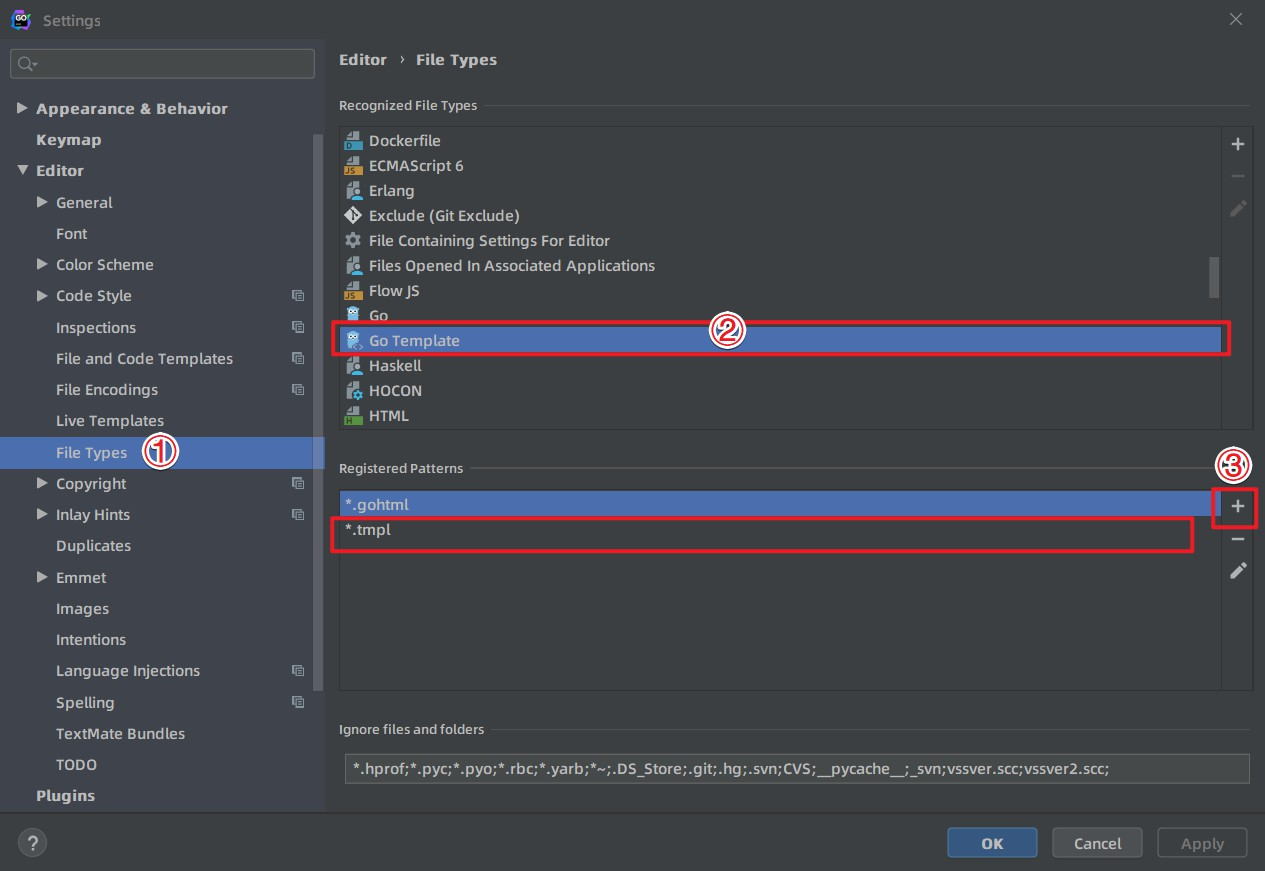 Settings
Appearance & Behavior
Keymap
Editor
General
Font
Color Scheme
Code Style
Inspections
File and Code Templates
File Encodings
Live Templates
File Types ①
Copyright
Inlay Hints
Duplicates
Emmet
Images
Intentions
Language Injections
Spelling
TextMate Bundles
TODO
Plugins
Editor › File Types
Recognized File Types
Dockerfile
ECMAScript 6
Erlang
Exclude (Git Exclude)
File Containing Settings For Editor
Files Opened In Associated Applications
Flow JS
Go
Go Template ②
Haskell
HOCON
HTML
Registered Patterns
③
*.gohtml
*.tmpl
Ignore files and folders
*.hprof;*.pyc;*.pyo;*.rbc;*.yarb;*~;.DS_Store;.git;.hg;.svn;CVS;__pycache__;_svn;vssver.scc;vssver2.scc;
?
OK
Cancel
Apply